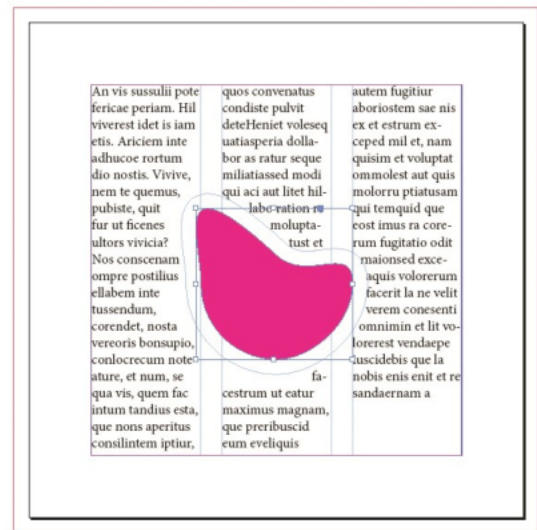 An vis sussulii pote
fericae periam. Hil
viverest idet is iam
etis. Ariciem inte
adhucoe rortum
dio nostis. Vivere,
nem te quemus,
pubiste, quit
fur ut ficenes
ultors vivicia?
Nos conscenam
ompre postilius
ellabem inte
tussendum,
corendet, nosta
vereoris bonsupio,
conlocrecum note
ature, et num, se
qua vis, quem fac
intum tandius esta,
que nons aperitus
consilintem iptiur,
quos convenatus
condiste pulvit
deteHeniet voleseq
uatiasperia dolla-
bor as ratur seque
miliatiassed modi
qui aci aut litet hil-
labo ration
molupta-
tust et
fa-
cestrum ut eatur
maximus magnam,
que preribuscid
eum eveliquis
autem fugitiur
aboriostem sae nis
ex et estrum ex-
ceped mil et, nam
quisim et voluptat
ommolest aut quis
molorru ptiatusam
qui temquid que
eost imus ra core-
rum fugitatio odit
maionsed exce-
aquis volorerum
facerit la ne velit
verem conesenti
omnimin et lit vo-
lorerest vendaepe
iuscidebis que la
nobis enis enit et re
sandaernam a